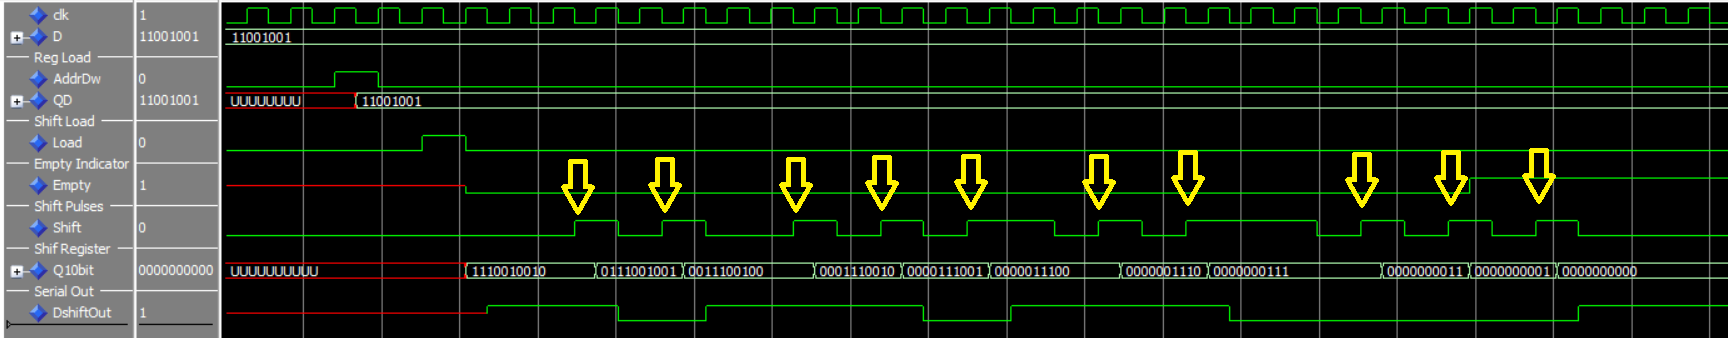 clk 1
D 11001001 11001001
Reg Load
AddrDw 0
QD 11001001 UUUUUUUU 11001001
Shift Load
Load 0
Empty Indicator
Empty 1
Shift Pulses
Shift 0
Shif Register
Q10bit 0000000000 UUUUUUUUUU 1110010010 0111001001 0011100100 0001110010 0000111001 0000011100 0000001110 0000000111 0000000011 0000000001 0000000000
Serial Out
DshiftOut 1